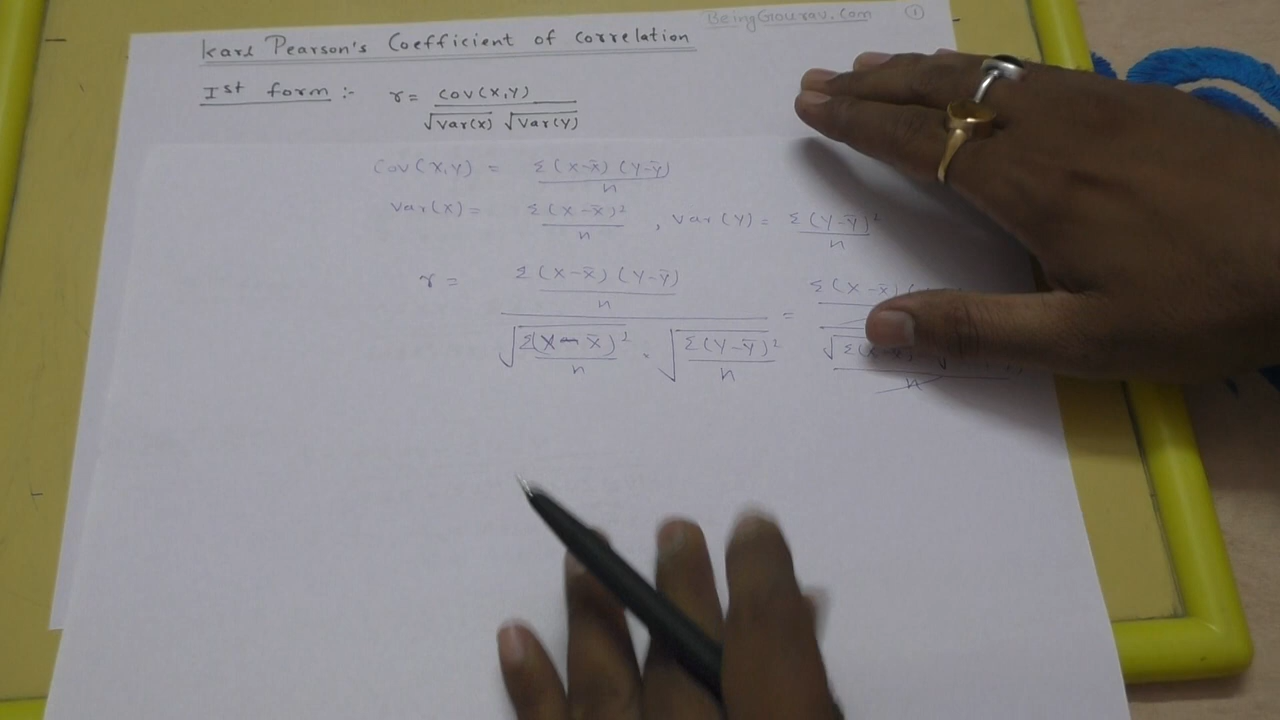 BeingGourav.Com ①
Karl Pearson's Coefficient of correlation
Ist form :- r = Cov(X,Y) / √Var(X) √Var(Y)
Cov(X,Y) = Σ(X-X̄)(Y-Ȳ) / n
Var(X) = Σ(X-X̄)² / n , Var(Y) = Σ(Y-Ȳ)² / n
r = Σ(X-X̄)(Y-Ȳ) / n = Σ(X-X̄)
√Σ(X-X̄)² / n · √Σ(Y-Ȳ)² / n √Σ(X-X̄) n